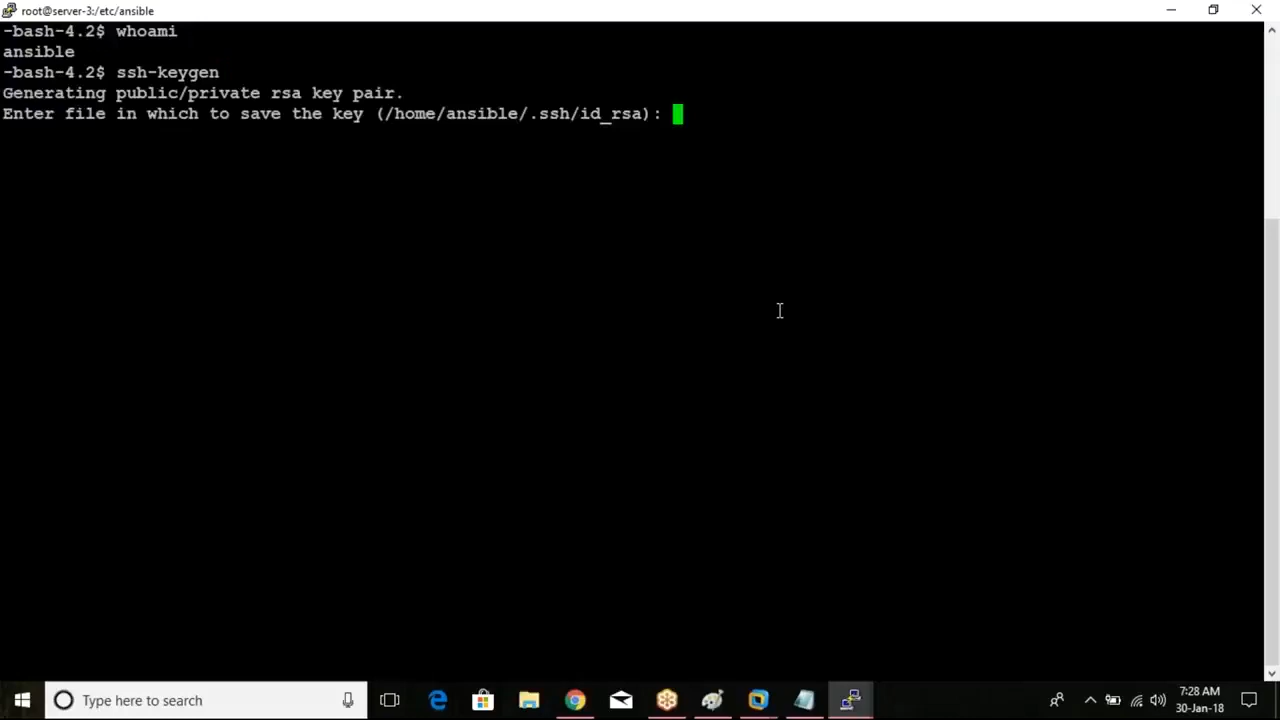 root@server-3:/etc/ansible
-bash-4.2$ whoami
ansible
-bash-4.2$ ssh-keygen
Generating public/private rsa key pair.
Enter file in which to save the key (/home/ansible/.ssh/id_rsa):
Type here to search
7:28 AM
30-Jan-18